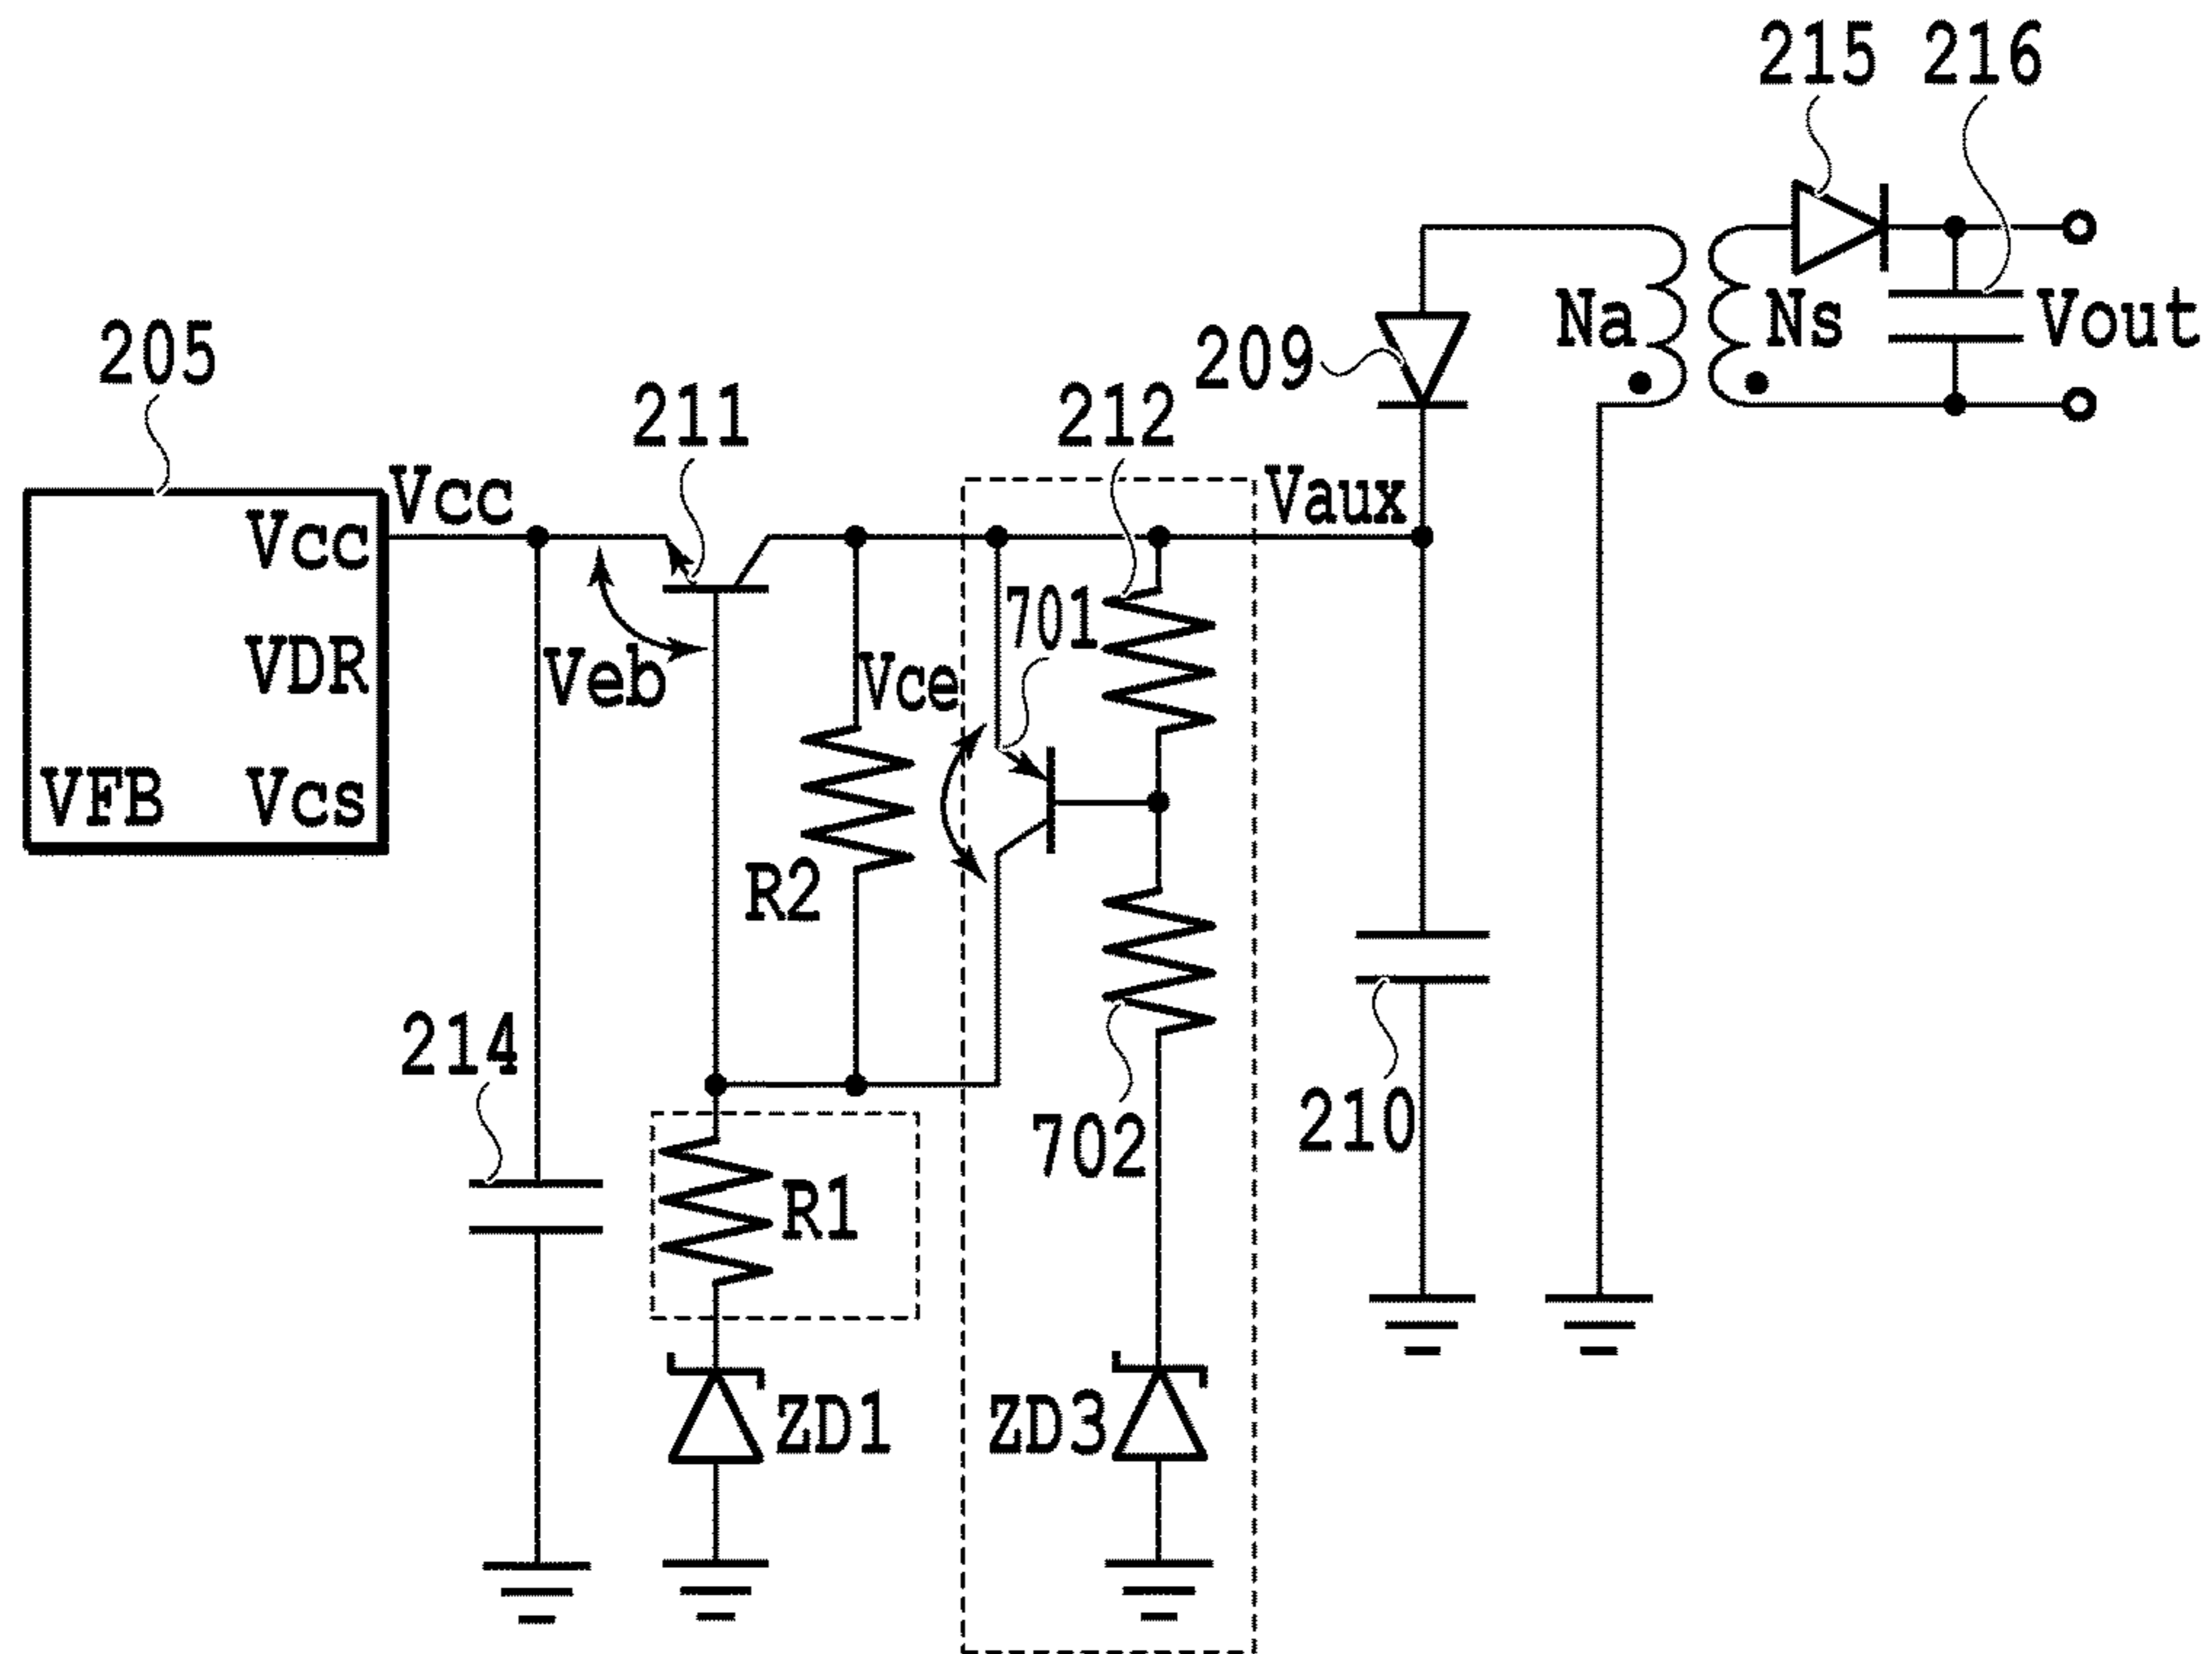 215 216
Na Ns Vout
205 209
211 212
Vcc Vaux
Vcc
701
VDR Veb Vce
VFB Vcs
R2
214
702 210
R1
ZD1 ZD3